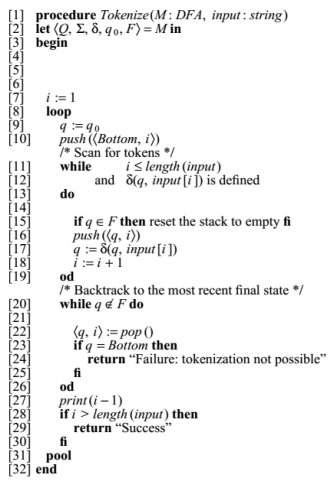 [1] procedure Tokenize(M: DFA, input: string)
[2] let ⟨Q, Σ, δ, q₀, F⟩ = M in
[3] begin
[4]
[5]
[6]
[7] i := 1
[8] loop
[9] q := q₀
[10] push(⟨Bottom, i⟩)
/* Scan for tokens */
[11] while i ≤ length(input)
[12] and δ(q, input[i]) is defined
[13] do
[14]
[15] if q ∈ F then reset the stack to empty fi
[16] push(⟨q, i⟩)
[17] q := δ(q, input[i])
[18] i := i + 1
[19] od
/* Backtrack to the most recent final state */
[20] while q ∉ F do
[21]
[22] ⟨q, i⟩ := pop()
[23] if q = Bottom then
[24] return “Failure: tokenization not possible”
[25] fi
[26] od
[27] print(i − 1)
[28] if i > length(input) then
[29] return “Success”
[30] fi
[31] pool
[32] end